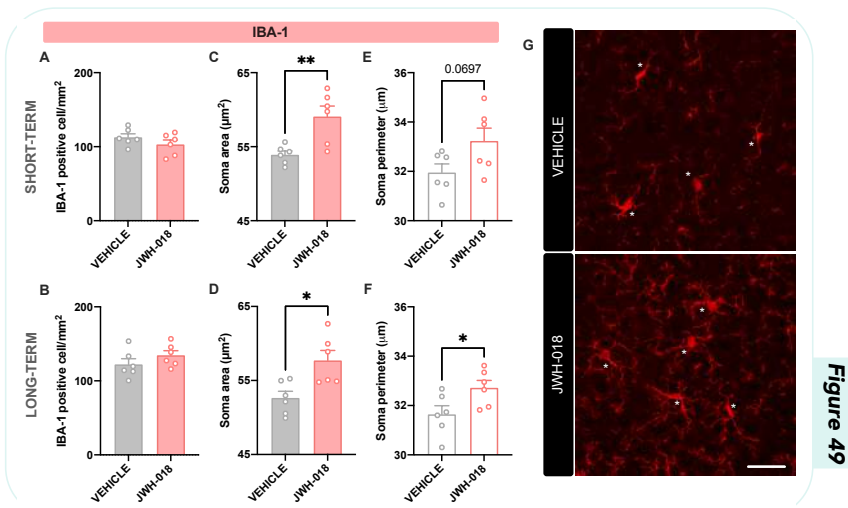 IBA-1
SHORT-TERM
A
IBA-1 positive cell/mm²
200
100
0
VEHICLE
JWH-018
C
Soma area (µm²)
65
55
45
**
VEHICLE
JWH-018
E
Soma perimeter (µm)
36
34
32
30
0.0697
VEHICLE
JWH-018
LONG-TERM
B
IBA-1 positive cell/mm²
200
100
0
VEHICLE
JWH-018
D
Soma area (µm²)
65
55
45
*
VEHICLE
JWH-018
F
Soma perimeter (µm)
36
34
32
30
*
VEHICLE
JWH-018
G
VEHICLE
*
*
*
*
JWH-018
*
*
*
*
*
Figure 49